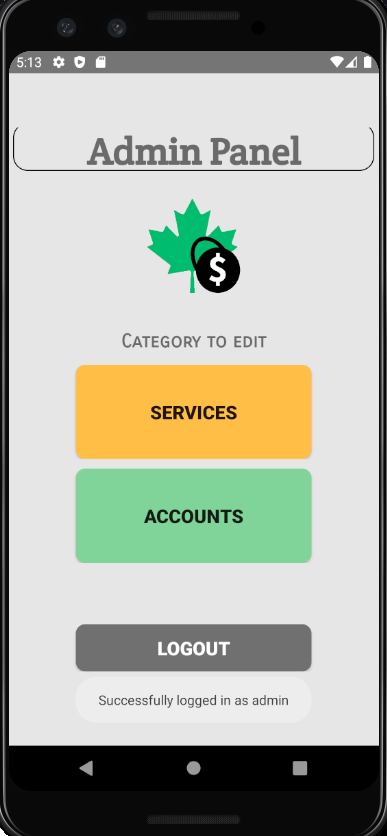 5:13
Admin Panel
$
Category to edit
SERVICES
ACCOUNTS
LOGOUT
Successfully logged in as admin